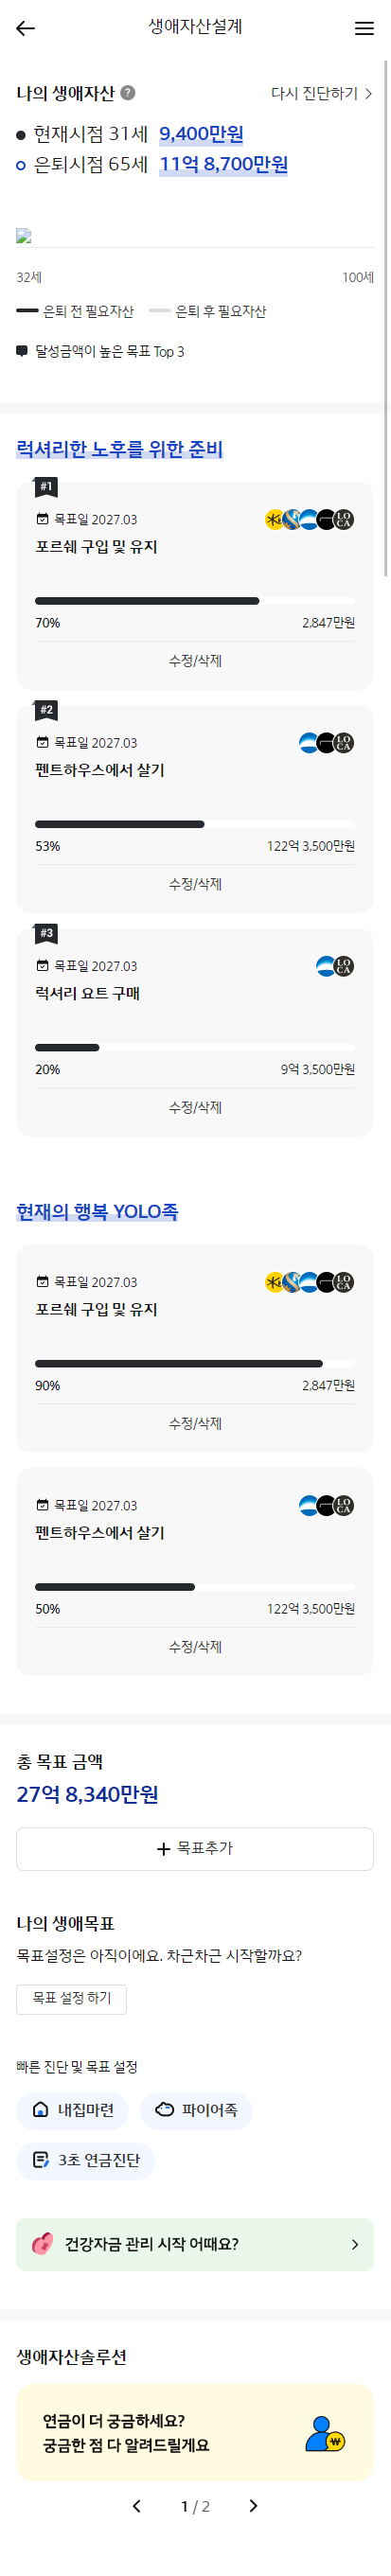 생애자산설계
나의 생애자산 ?
다시 진단하기
현재시점 31세 9,400만원
은퇴시점 65세 11억 8,700만원
32세 100세
은퇴 전 필요자산 은퇴 후 필요자산
달성금액이 높은 목표 Top 3
럭셔리한 노후를 위한 준비
#1
목표일 2027.03
LOCA
포르쉐 구입 및 유지
70% 2,847만원
수정/삭제
#2
목표일 2027.03
LOCA
펜트하우스에서 살기
53% 122억 3,500만원
수정/삭제
#3
목표일 2027.03
LOCA
럭셔리 요트 구매
20% 9억 3,500만원
수정/삭제
현재의 행복 YOLO족
목표일 2027.03
LOCA
포르쉐 구입 및 유지
90% 2,847만원
수정/삭제
목표일 2027.03
LOCA
펜트하우스에서 살기
50% 122억 3,500만원
수정/삭제
총 목표 금액
27억 8,340만원
목표추가
나의 생애목표
목표설정은 아직이에요. 차근차근 시작할까요?
목표 설정 하기
빠른 진단 및 목표 설정
내집마련 파이어족
3초 연금진단
건강자금 관리 시작 어때요?
생애자산솔루션
연금이 더 궁금하세요?
궁금한 점 다 알려드릴게요
1 / 2